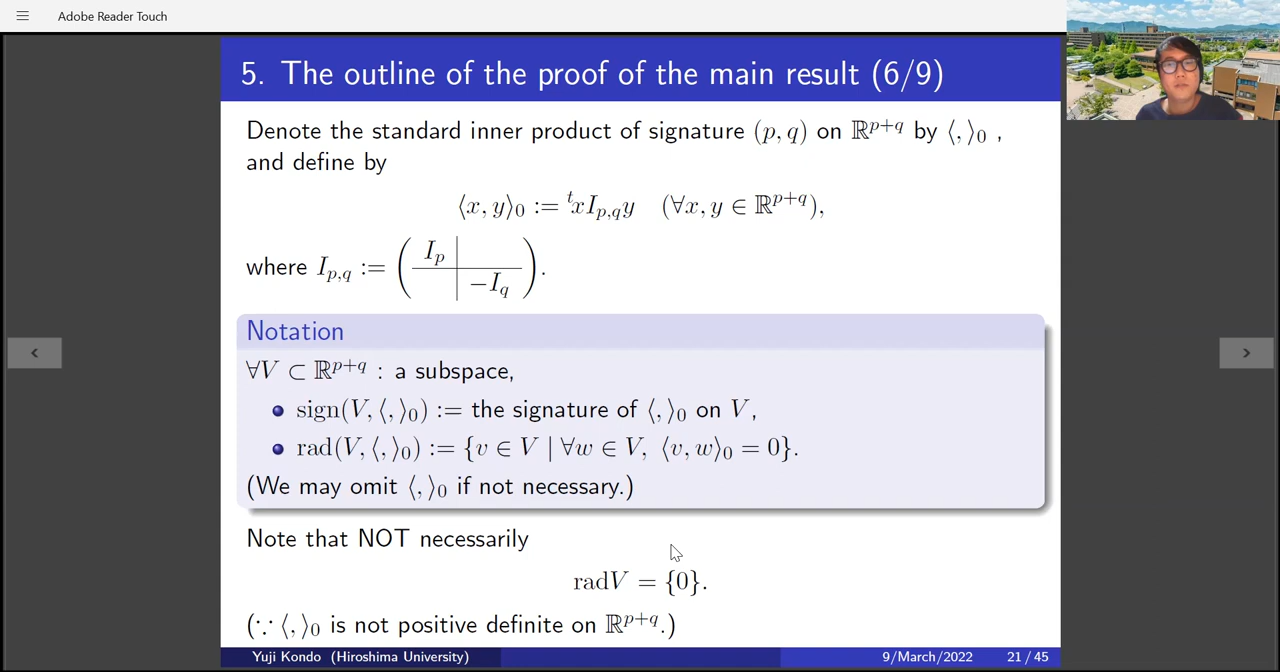 Adobe Reader Touch
5. The outline of the proof of the main result (6/9)
Denote the standard inner product of signature (p, q) on ℝ^{p+q} by ⟨,⟩₀ ,
and define by
⟨x, y⟩₀ := ᵗxI_{p,q}y (∀x, y ∈ ℝ^{p+q}),
where I_{p,q} := ( I_p | / | −I_q ).
Notation
∀V ⊂ ℝ^{p+q} : a subspace,
• sign(V, ⟨,⟩₀) := the signature of ⟨,⟩₀ on V,
• rad(V, ⟨,⟩₀) := {v ∈ V | ∀w ∈ V, ⟨v, w⟩₀ = 0}.
(We may omit ⟨,⟩₀ if not necessary.)
Note that NOT necessarily
radV = {0}.
(∵ ⟨,⟩₀ is not positive definite on ℝ^{p+q}.)
Yuji Kondo (Hiroshima University) 9/March/2022 21 / 45